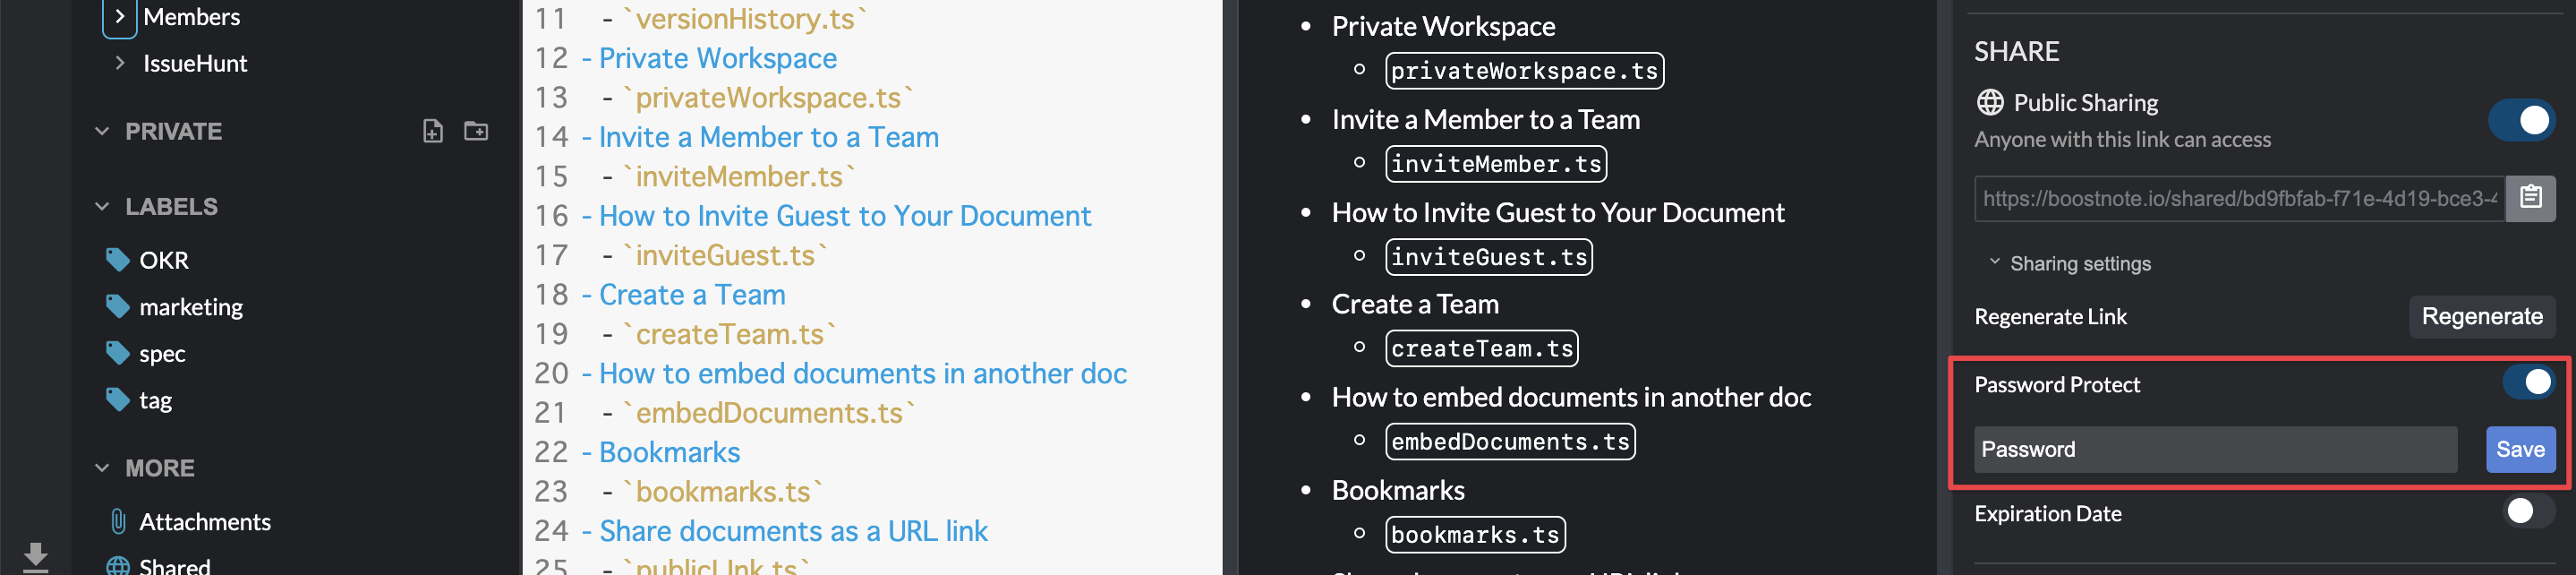 Members
IssueHunt
PRIVATE
LABELS
OKR
marketing
spec
tag
MORE
Attachments
Shared
11 - `versionHistory.ts`
12 - Private Workspace
13 - `privateWorkspace.ts`
14 - Invite a Member to a Team
15 - `inviteMember.ts`
16 - How to Invite Guest to Your Document
17 - `inviteGuest.ts`
18 - Create a Team
19 - `createTeam.ts`
20 - How to embed documents in another doc
21 - `embedDocuments.ts`
22 - Bookmarks
23 - `bookmarks.ts`
24 - Share documents as a URL link
25 - `publicLInk.ts`
• Private Workspace
privateWorkspace.ts
• Invite a Member to a Team
inviteMember.ts
• How to Invite Guest to Your Document
inviteGuest.ts
• Create a Team
createTeam.ts
• How to embed documents in another doc
embedDocuments.ts
• Bookmarks
bookmarks.ts
SHARE
Public Sharing
Anyone with this link can access
https://boostnote.io/shared/bd9fbfab-f71e-4d19-bce3-4
Sharing settings
Regenerate Link Regenerate
Password Protect
Password Save
Expiration Date